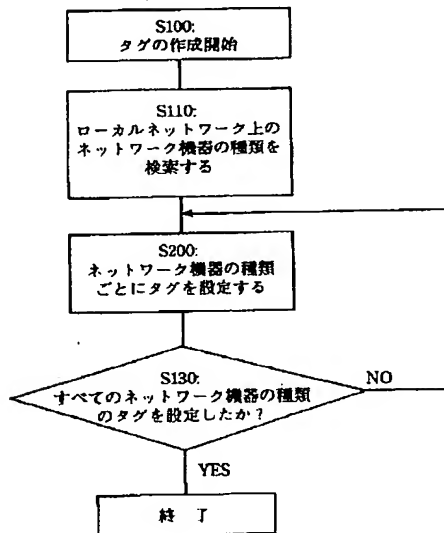 S100:
タグの作成開始
S110:
ローカルネットワーク上の
ネットワーク機器の種類を
検索する
S200:
ネットワーク機器の種類
ごとにタグを設定する
S130:
すべてのネットワーク機器の種類
のタグを設定したか?
NO
YES
終 了